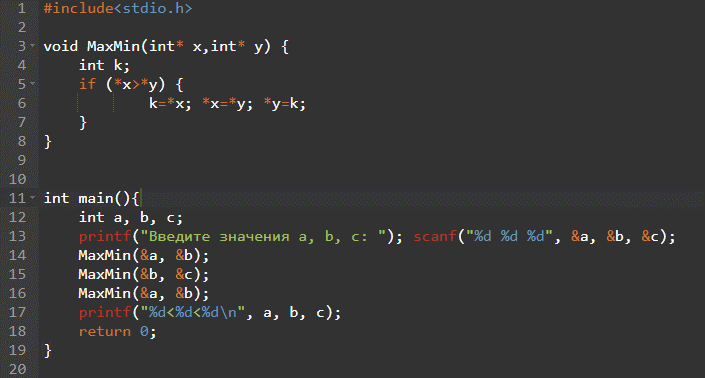 1 #include<stdio.h>
2
3 void MaxMin(int* x,int* y) {
4 int k;
5 if (*x>*y) {
6 k=*x; *x=*y; *y=k;
7 }
8 }
9
10
11 int main(){
12 int a, b, c;
13 printf("Введите значения a, b, c: "); scanf("%d %d %d", &a, &b, &c);
14 MaxMin(&a, &b);
15 MaxMin(&b, &c);
16 MaxMin(&a, &b);
17 printf("%d<%d<%d\n", a, b, c);
18 return 0;
19 }
20